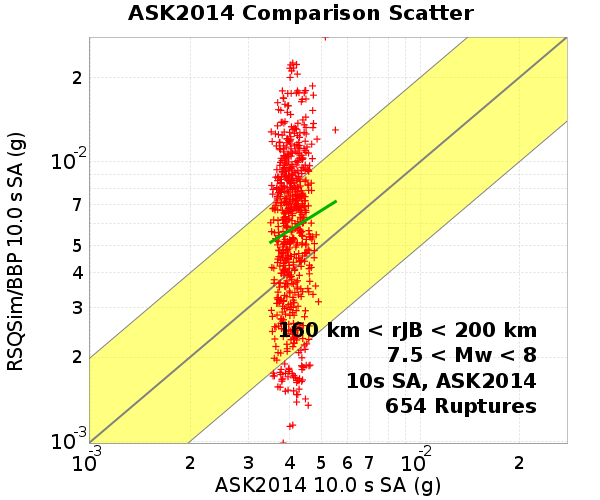 ASK2014 Comparison Scatter
RSQSim/BBP 10.0 s SA (g)
2
10-2
7
5
4
3
2
10-3
160 km < rJB < 200 km
7.5 < Mw < 8
10s SA, ASK2014
654 Ruptures
10-3 2 3 4 5 6 7 10-2 2
ASK2014 10.0 s SA (g)